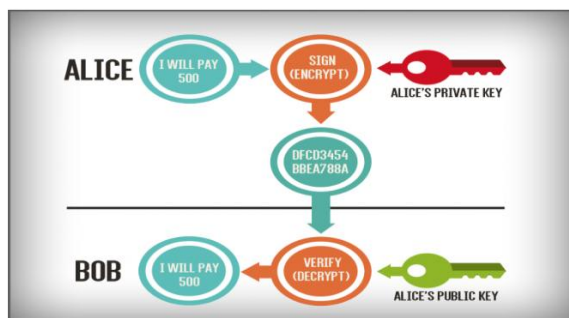 ALICE
I WILL PAY
500
SIGN
(ENCRYPT)
ALICE'S PRIVATE KEY
DFCD3454
BBEA788A
BOB
I WILL PAY
500
VERIFY
(DECRYPT)
ALICE'S PUBLIC KEY